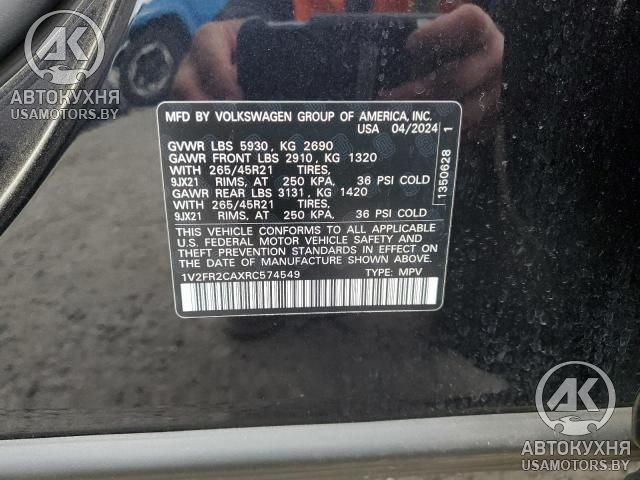 AK
АВТОКУХНЯ
USAMOTORS.BY
MFD BY VOLKSWAGEN GROUP OF AMERICA, INC.
USA 04/2024
GVWR LBS 5930, KG 2690
GAWR FRONT LBS 2910, KG 1320
WITH 265/45R21 TIRES,
9JX21 RIMS, AT 250 KPA, 36 PSI COLD
GAWR REAR LBS 3131, KG 1420
WITH 265/45R21 TIRES,
9JX21 RIMS, AT 250 KPA, 36 PSI COLD
THIS VEHICLE CONFORMS TO ALL APPLICABLE
U.S. FEDERAL MOTOR VEHICLE SAFETY AND
THEFT PREVENTION STANDARDS IN EFFECT ON THE
DATE OF MANUFACTURE SHOWN ABOVE.
1V2FR2CAXRC574549 TYPE: MPV
1350628 1
AK
АВТОКУХНЯ
USAMOTORS.BY